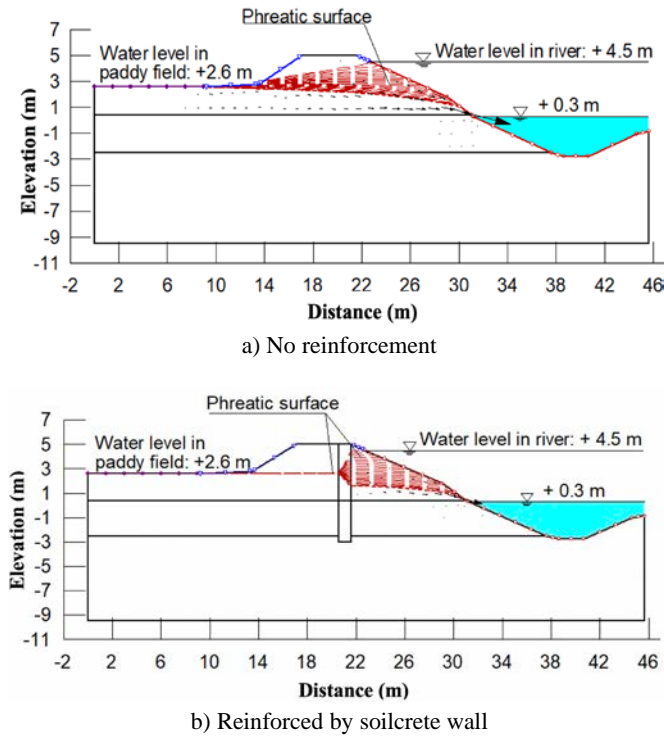 Phreatic surface
7
5
3
1
-1
-3
-5
-7
-9
-11
Elevation (m)
Water level in
paddy field: +2.6 m
Water level in river: + 4.5 m
+ 0.3 m
-2 2 6 10 14 18 22 26 30 34 38 42 46
Distance (m)
a) No reinforcement
Phreatic surface
7
5
3
1
-1
-3
-5
-7
-9
-11
Elevation (m)
Water level in
paddy field: +2.6 m
Water level in river: + 4.5 m
+ 0.3 m
-2 2 6 10 14 18 22 26 30 34 38 42 46
Distance (m)
b) Reinforced by soilcrete wall